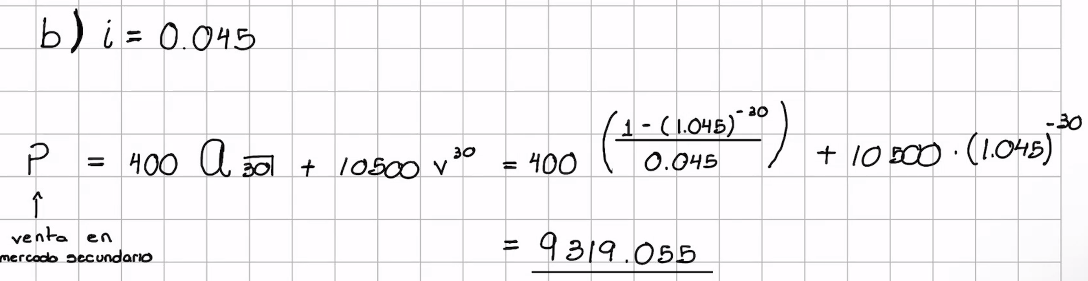 b) i = 0.045
P = 400 a 30 + 10500 v^30 = 400 ( (1 - (1.045)^-30) / 0.045 ) + 10500 · (1.045)^-30
↑
venta en
mercado secundario
= 9319.055